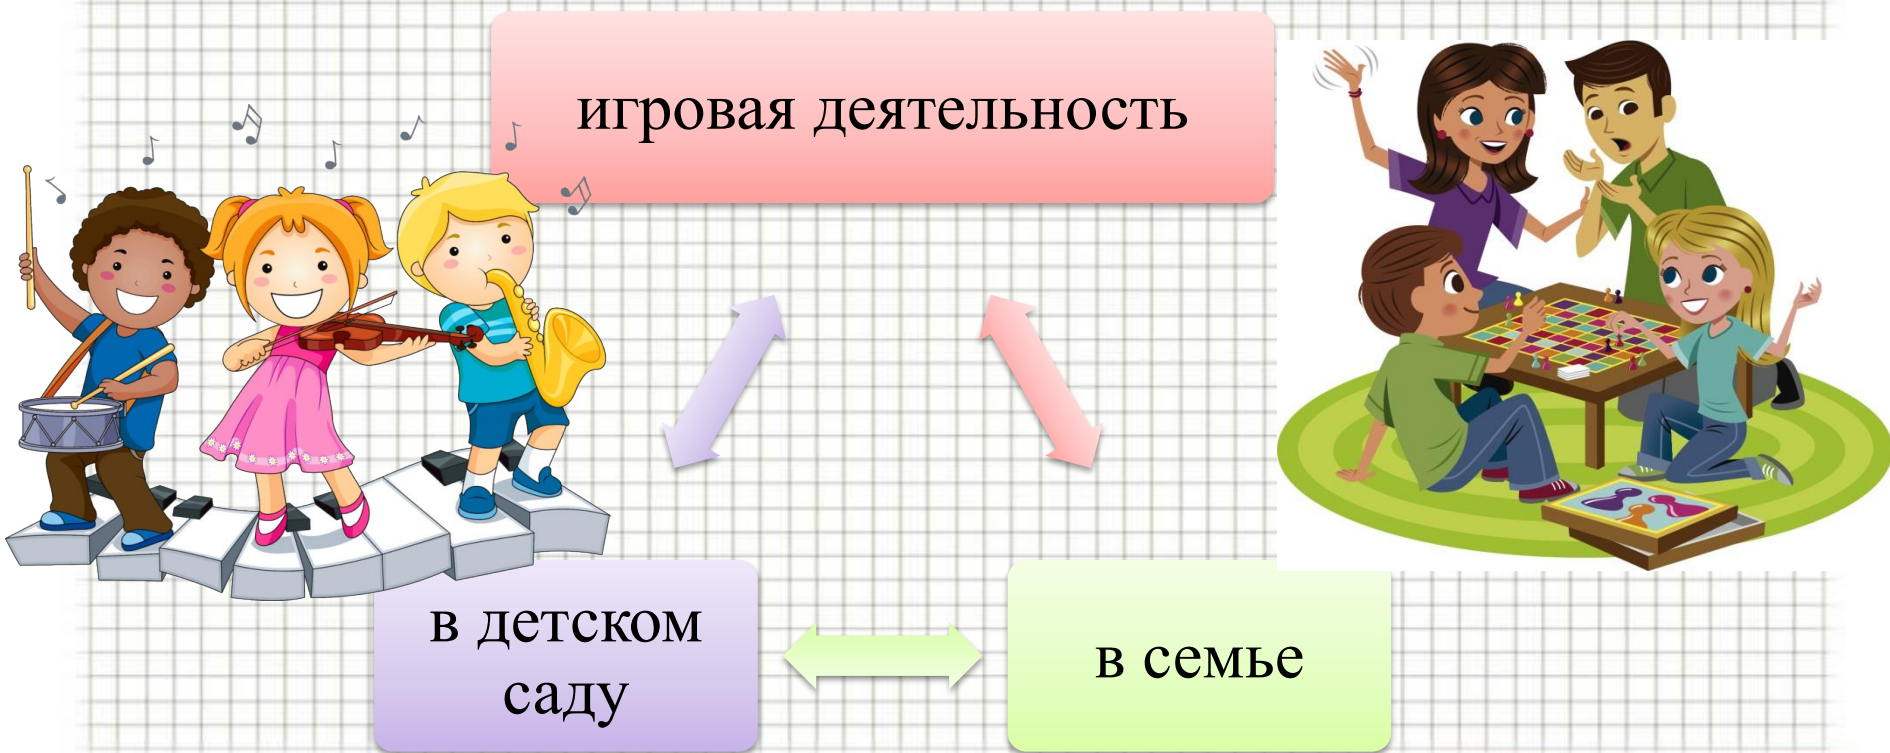 игровая деятельность
в детском
саду
в семье